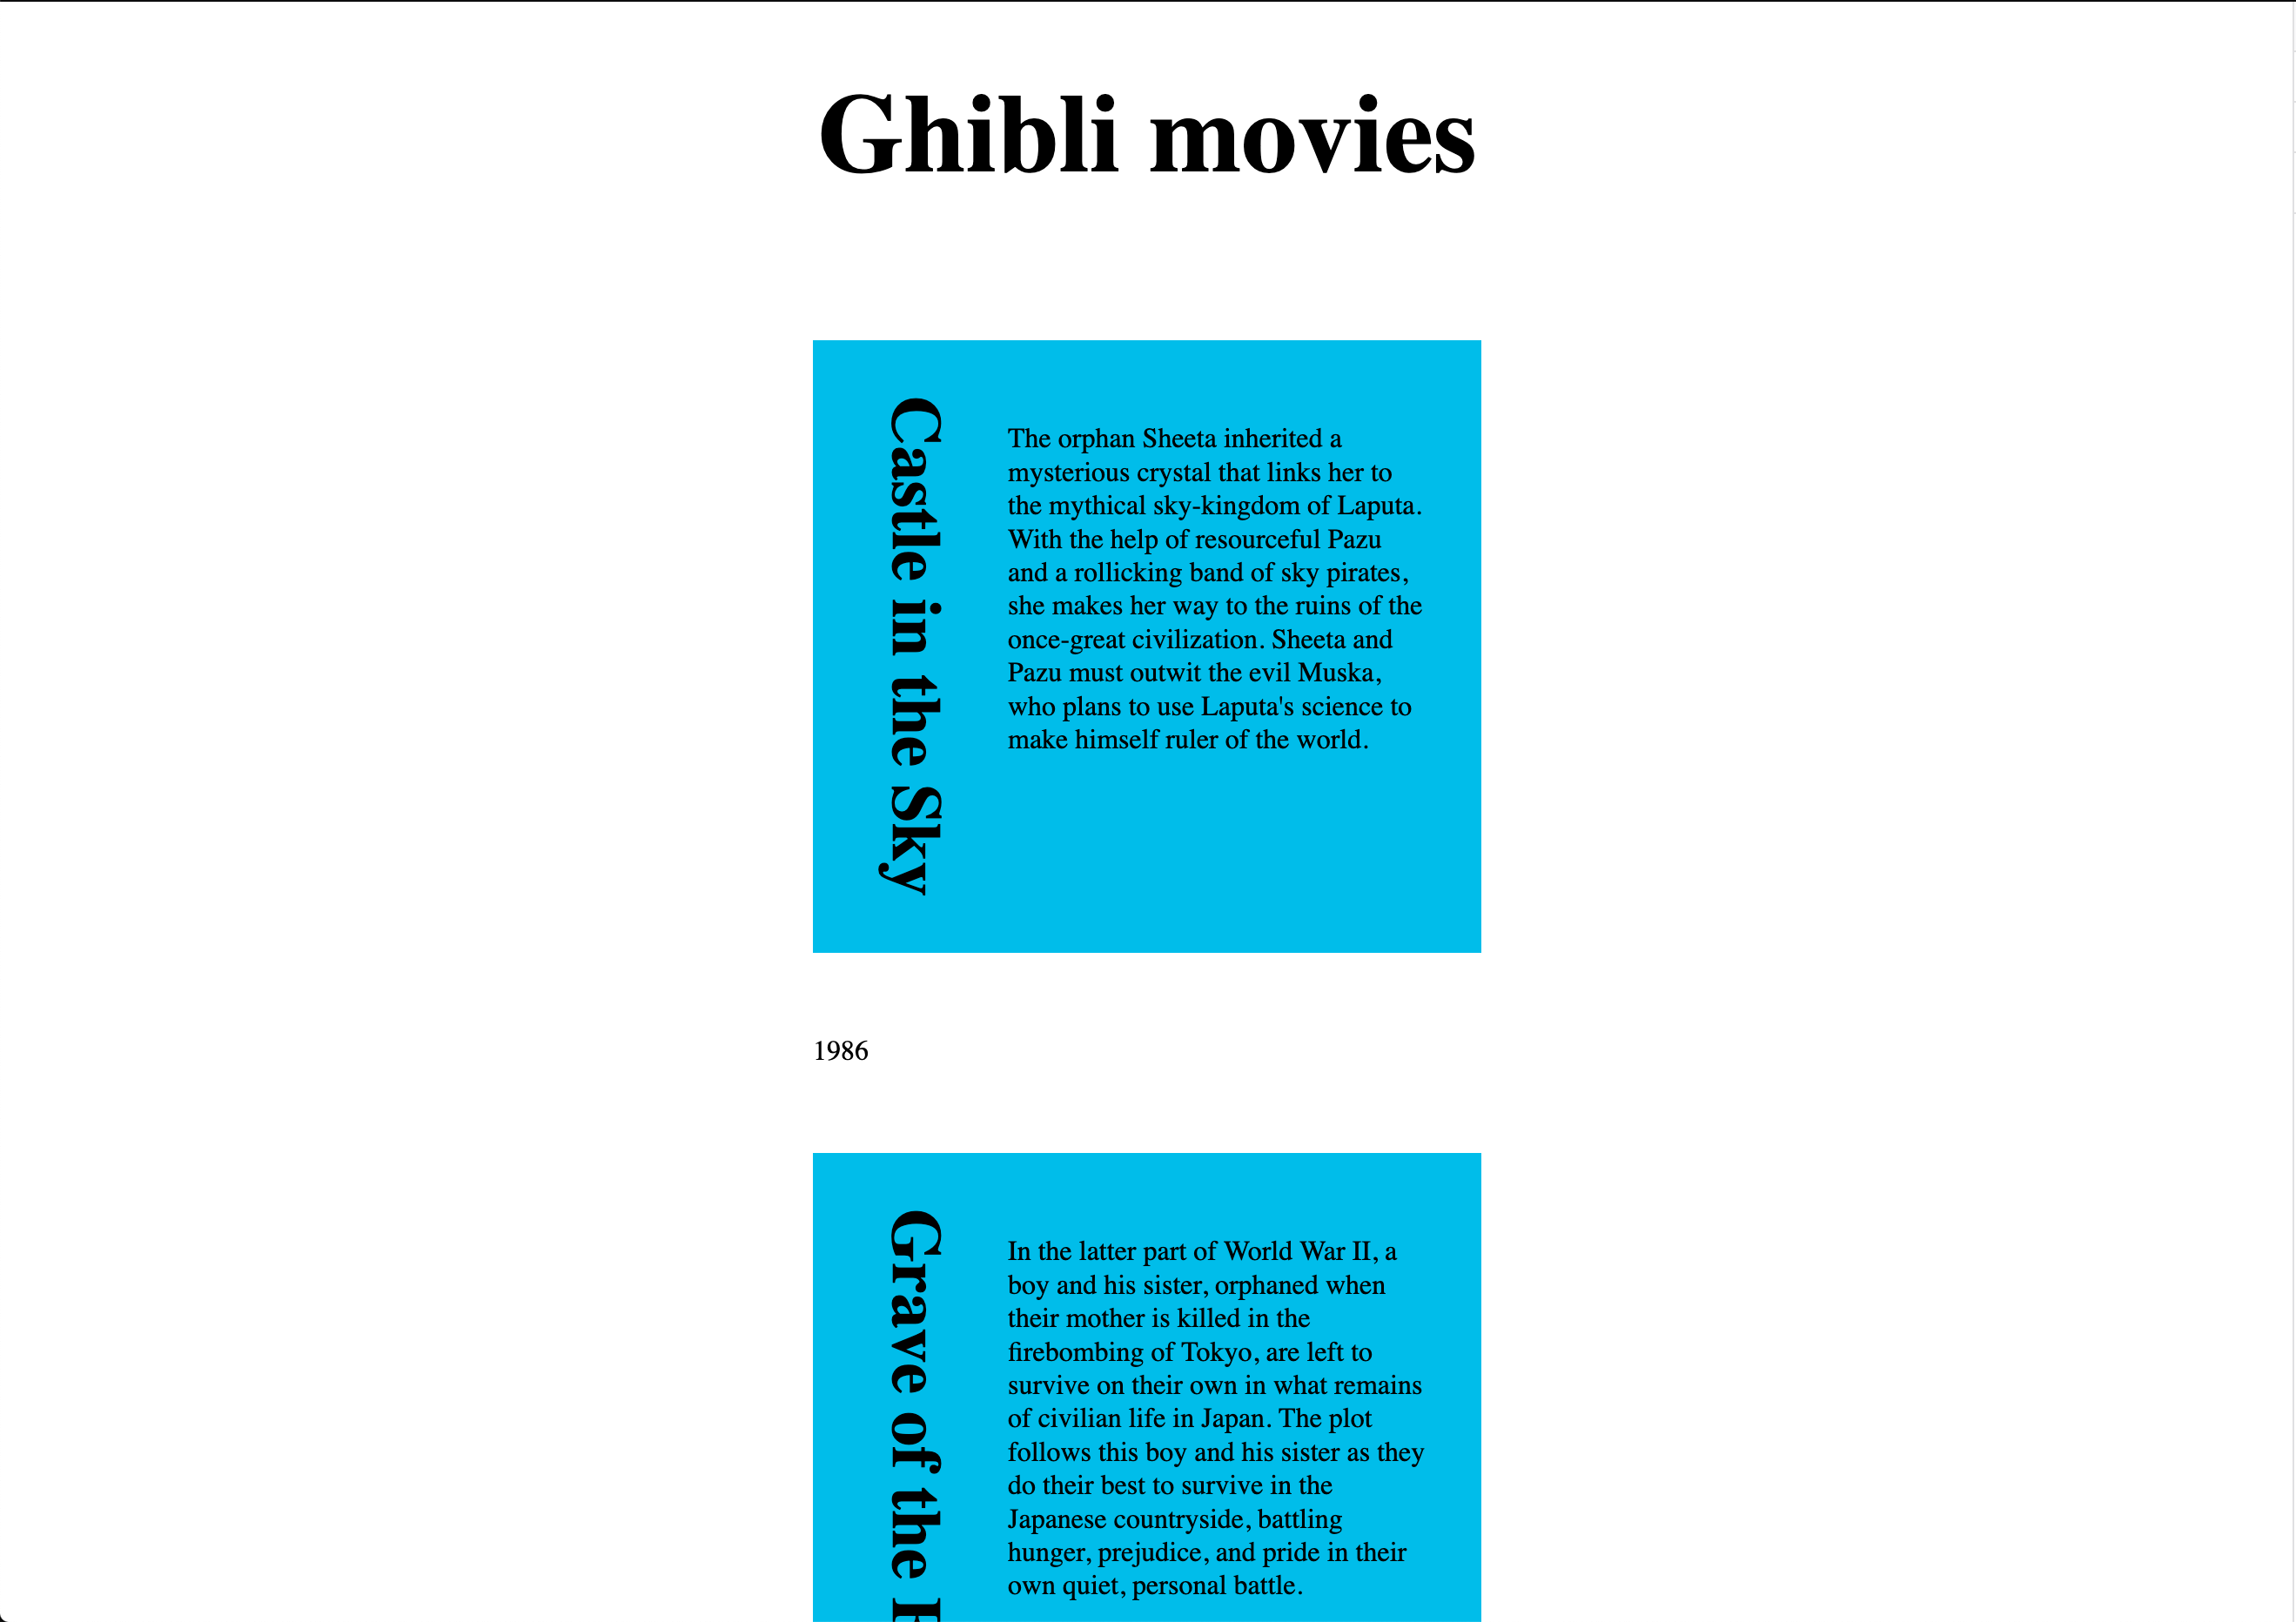 Ghibli movies
Castle in the Sky
The orphan Sheeta inherited a
mysterious crystal that links her to
the mythical sky-kingdom of Laputa.
With the help of resourceful Pazu
and a rollicking band of sky pirates,
she makes her way to the ruins of the
once-great civilization. Sheeta and
Pazu must outwit the evil Muska,
who plans to use Laputa's science to
make himself ruler of the world.
1986
Grave of the
In the latter part of World War II, a
boy and his sister, orphaned when
their mother is killed in the
firebombing of Tokyo, are left to
survive on their own in what remains
of civilian life in Japan. The plot
follows this boy and his sister as they
do their best to survive in the
Japanese countryside, battling
hunger, prejudice, and pride in their
own quiet, personal battle.